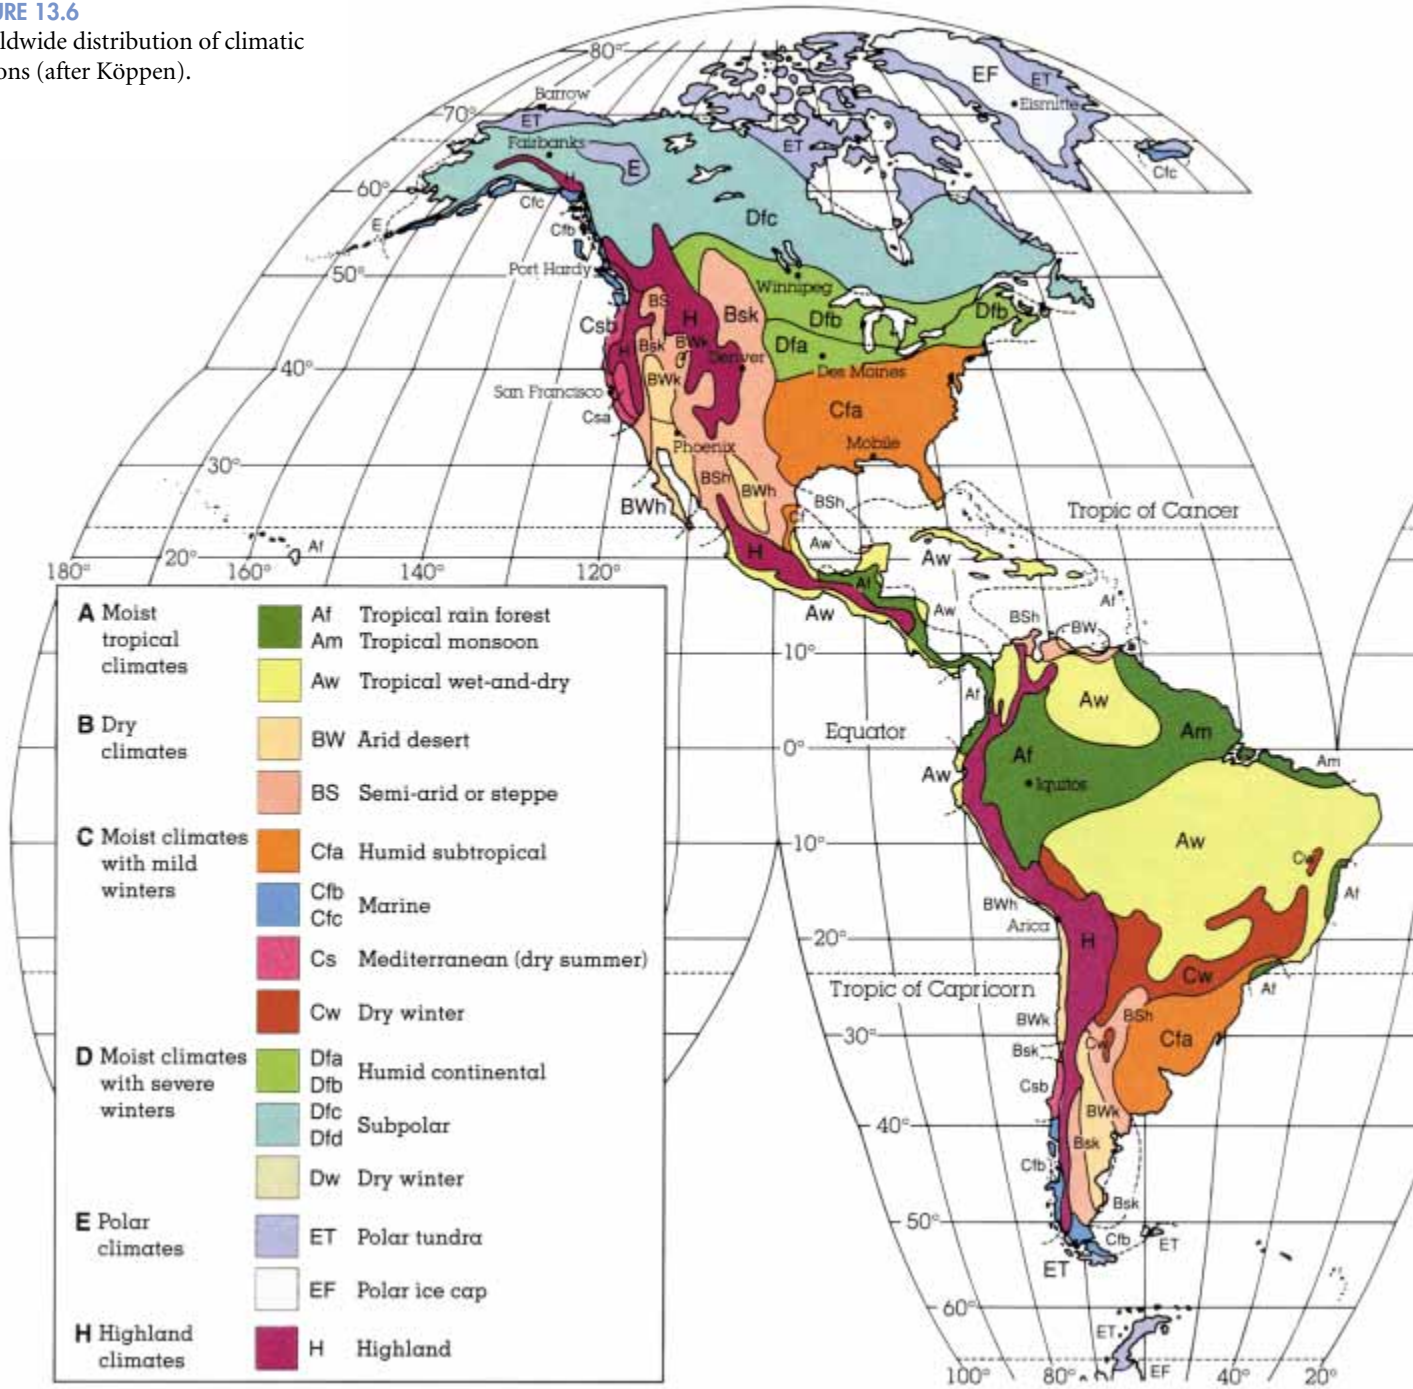 URE 13.6
ldwide distribution of climatic
ons (after Köppen).
80°
70°
60°
50°
40°
30°
20°
180°
160°
140°
120°
Barrow
ET
Fairbanks
E
H
Cfc
E
Cfb
Port Hardy
ET
EF
ET
Eismitte
Cfc
Dfc
Winnipeg
BS
H
Bsk
Dfb
Dfb
Csb
H
Bsk
BWk
Denver
Dfa
Des Moines
BWk
San Francisco
Csa
Cfa
Mobile
Phoenix
BSh
BWh
BWh
BSh
Cf
Aw
Tropic of Cancer
Af
H
Aw
Af
Aw
Aw
Af
BSh
BW
10°
Af
Aw
Am
Equator
0°
Af
Iquitos
Aw
Am
10°
Aw
Cw
BWh
Arica
Af
20°
H
Cw
Af
Tropic of Capricorn
BWk
BSh
30°
Cw
Cfa
Bsk
Csb
BWk
40°
Bsk
Cfb
Bsk
50°
Cfb
ET
ET
60°
ET
EF
100°
80°
40°
20°
A Moist
tropical
climates
Af Tropical rain forest
Am Tropical monsoon
Aw Tropical wet-and-dry
B Dry
climates
BW Arid desert
BS Semi-arid or steppe
C Moist climates
with mild
winters
Cfa Humid subtropical
Cfb
Cfc
Marine
Cs Mediterranean (dry summer)
Cw Dry winter
D Moist climates
with severe
winters
Dfa
Dfb
Humid continental
Dfc
Dfd
Subpolar
Dw Dry winter
E Polar
climates
ET Polar tundra
EF Polar ice cap
H Highland
climates
H Highland